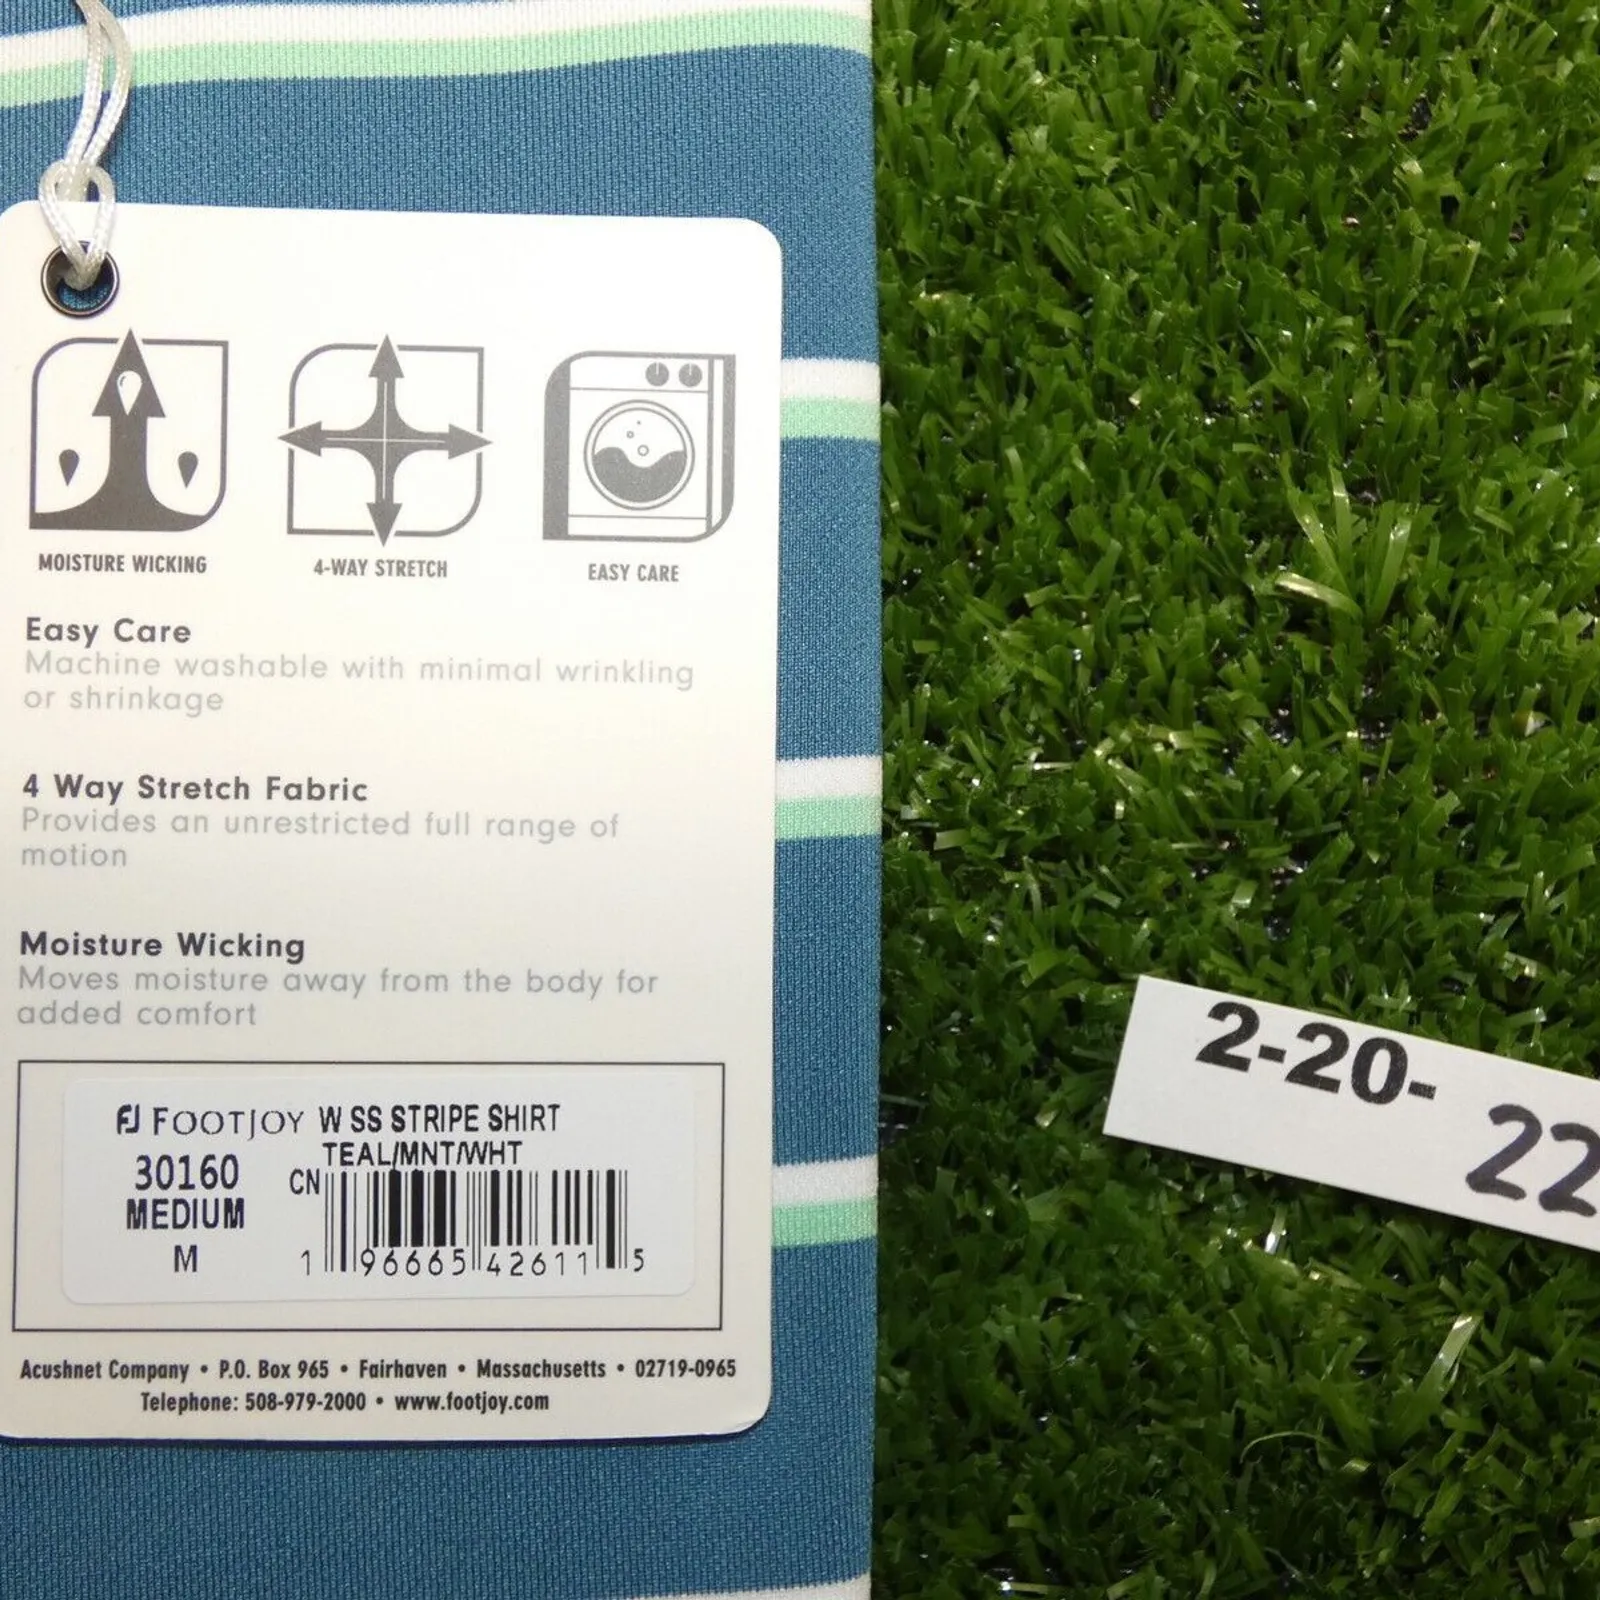 MOISTURE WICKING
4-WAY STRETCH
EASY CARE
Easy Care
Machine washable with minimal wrinkling
or shrinkage
4 Way Stretch Fabric
Provides an unrestricted full range of
motion
Moisture Wicking
Moves moisture away from the body for
added comfort
FJ FOOTJOY W SS STRIPE SHIRT
TEAL/MNT/WHT
30160
MEDIUM
M
CN
1 96665 42611 5
Acushnet Company • P.O. Box 965 • Fairhaven • Massachusetts • 02719-0965
Telephone: 508-979-2000 • www.footjoy.com
2-20-
22